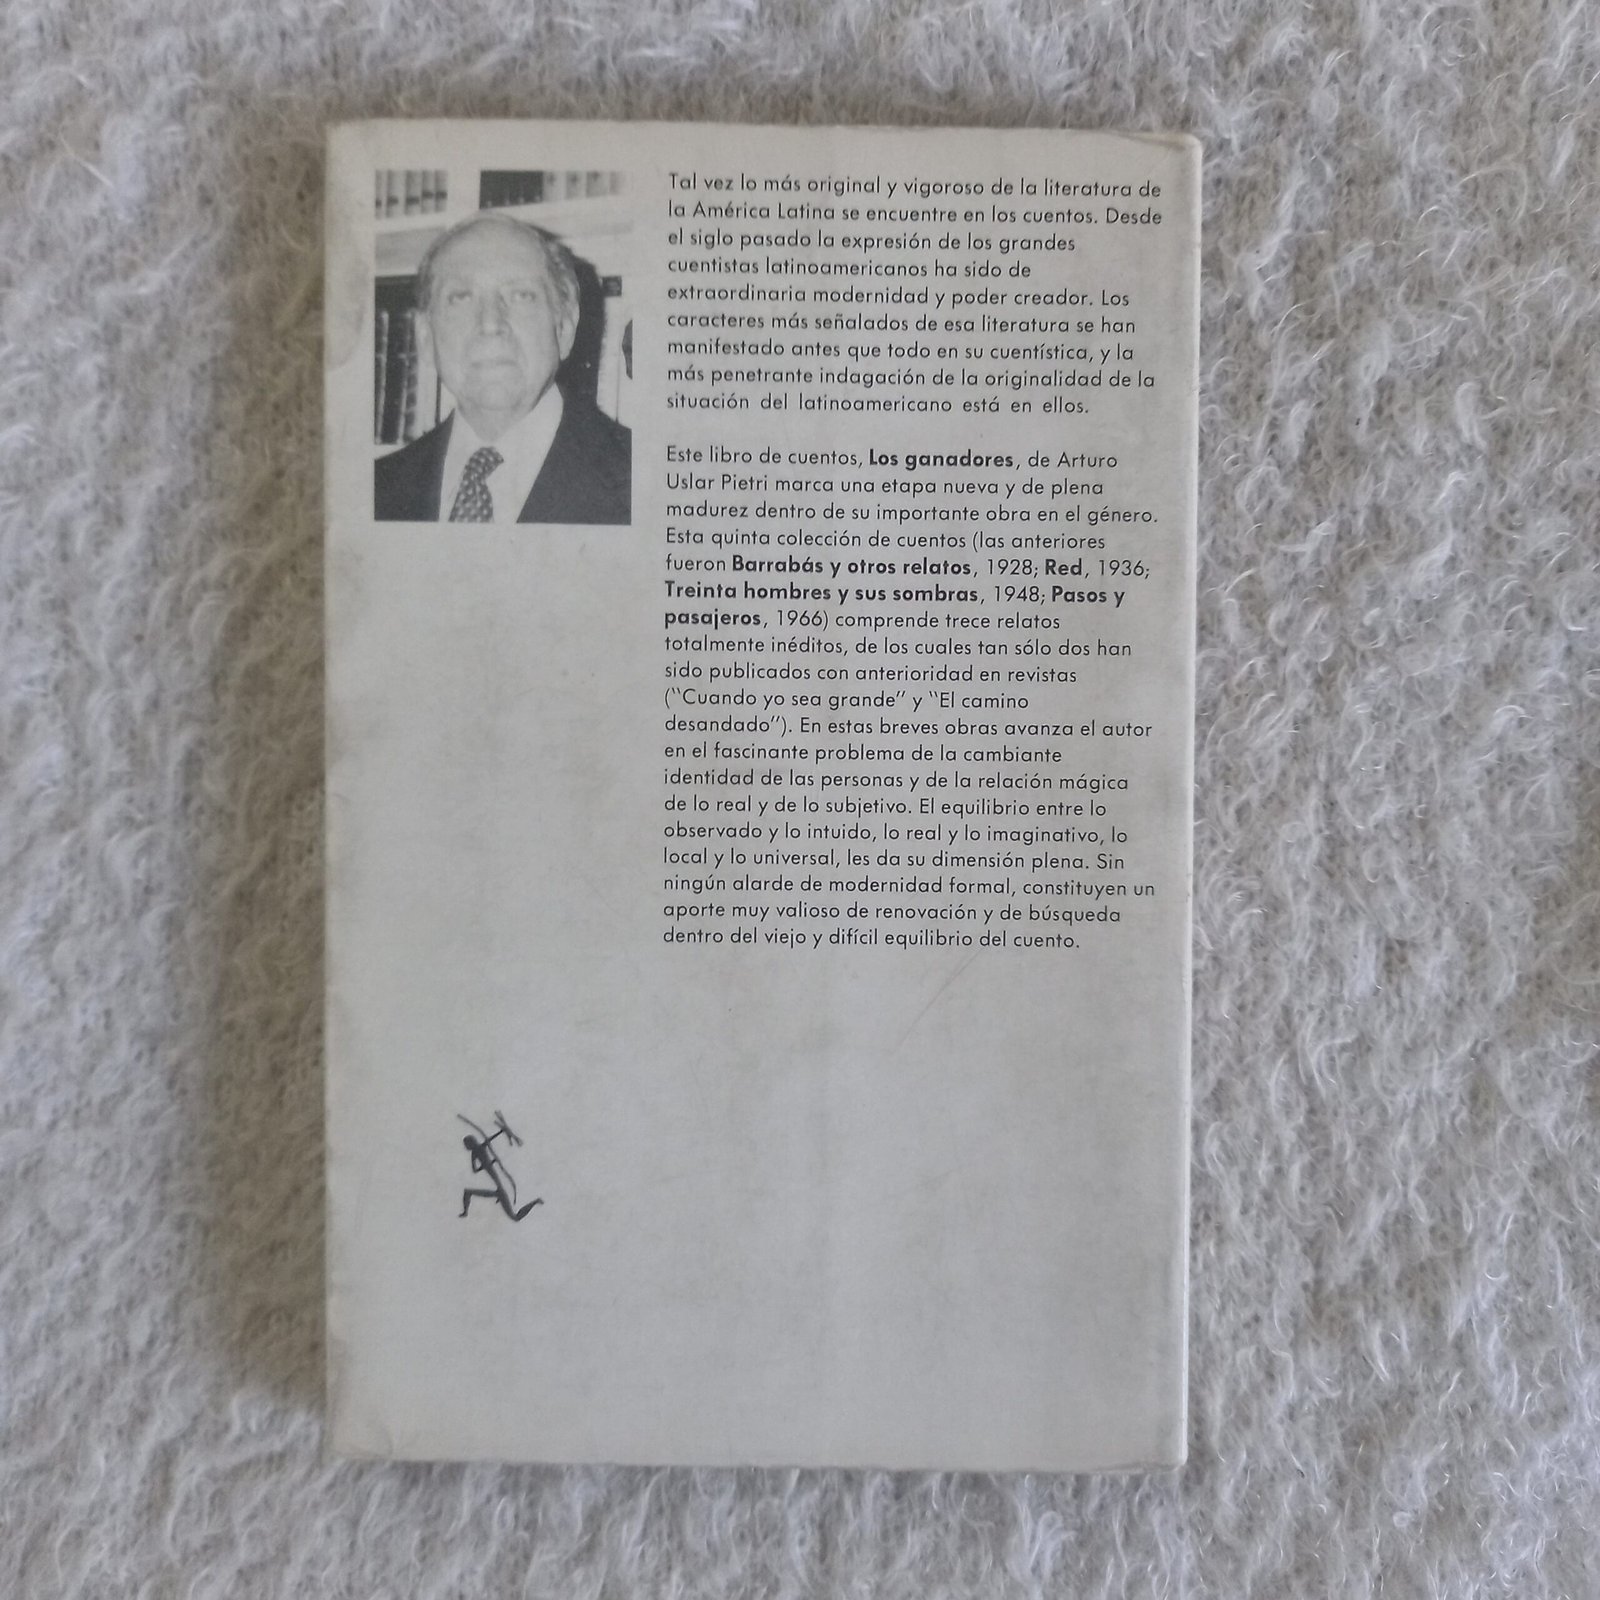 Tal vez lo más original y vigoroso de la literatura de
la América Latina se encuentre en los cuentos. Desde
el siglo pasado la expresión de los grandes
cuentistas latinoamericanos ha sido de
extraordinaria modernidad y poder creador. Los
caracteres más señalados de esa literatura se han
manifestado antes que todo en su cuentística, y la
más penetrante indagación de la originalidad de la
situación del latinoamericano está en ellos.
Este libro de cuentos, Los ganadores, de Arturo
Uslar Pietri marca una etapa nueva y de plena
madurez dentro de su importante obra en el género.
Esta quinta colección de cuentos (las anteriores
fueron Barrabás y otros relatos, 1928; Red, 1936;
Treinta hombres y sus sombras, 1948; Pasos y
pasajeros, 1966) comprende trece relatos
totalmente inéditos, de los cuales tan sólo dos han
sido publicados con anterioridad en revistas
("Cuando yo sea grande" y "El camino
desandado"). En estas breves obras avanza el autor
en el fascinante problema de la cambiante
identidad de las personas y de la relación mágica
de lo real y de lo subjetivo. El equilibrio entre lo
observado y lo intuido, lo real y lo imaginativo, lo
local y lo universal, les da su dimensión plena. Sin
ningún alarde de modernidad formal, constituyen un
aporte muy valioso de renovación y de búsqueda
dentro del viejo y difícil equilibrio del cuento.